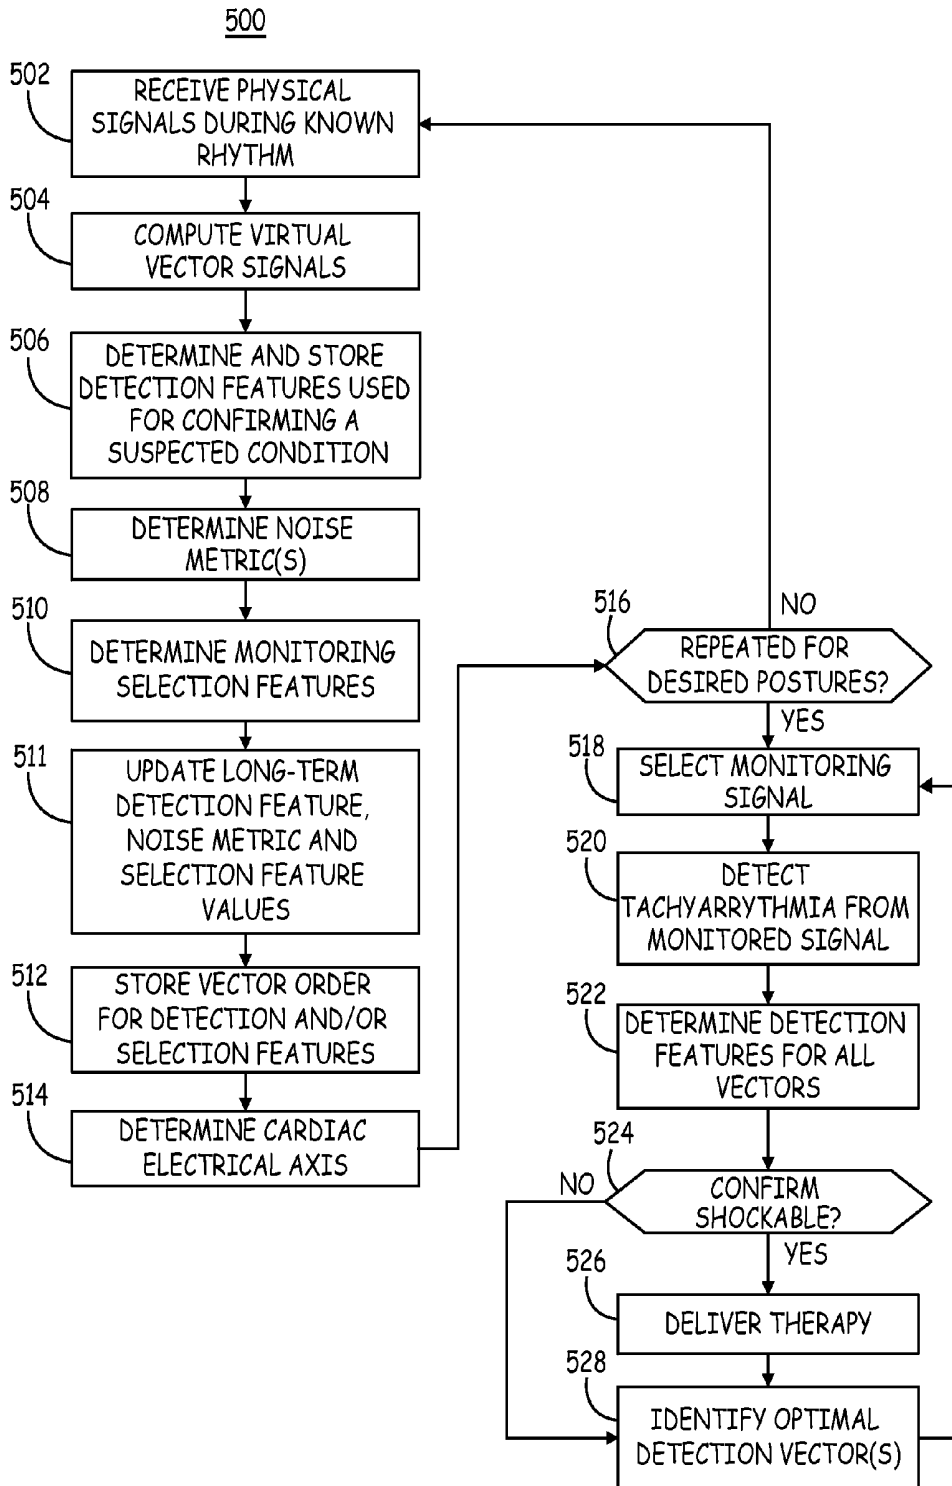 500
502
RECEIVE PHYSICAL
SIGNALS DURING KNOWN
RHYTHM
504
COMPUTE VIRTUAL
VECTOR SIGNALS
506
DETERMINE AND STORE
DETECTION FEATURES USED
FOR CONFIRMING A
SUSPECTED CONDITION
508
DETERMINE NOISE
METRIC(S)
510
DETERMINE MONITORING
SELECTION FEATURES
511
UPDATE LONG-TERM
DETECTION FEATURE,
NOISE METRIC AND
SELECTION FEATURE
VALUES
512
STORE VECTOR ORDER
FOR DETECTION AND/OR
SELECTION FEATURES
514
DETERMINE CARDIAC
ELECTRICAL AXIS
516
NO
REPEATED FOR
DESIRED POSTURES?
YES
518
SELECT MONITORING
SIGNAL
520
DETECT
TACHYARRYTHMIA FROM
MONITORED SIGNAL
522
DETERMINE DETECTION
FEATURES FOR ALL
VECTORS
524
NO
CONFIRM
SHOCKABLE?
YES
526
DELIVER THERAPY
528
IDENTIFY OPTIMAL
DETECTION VECTOR(S)